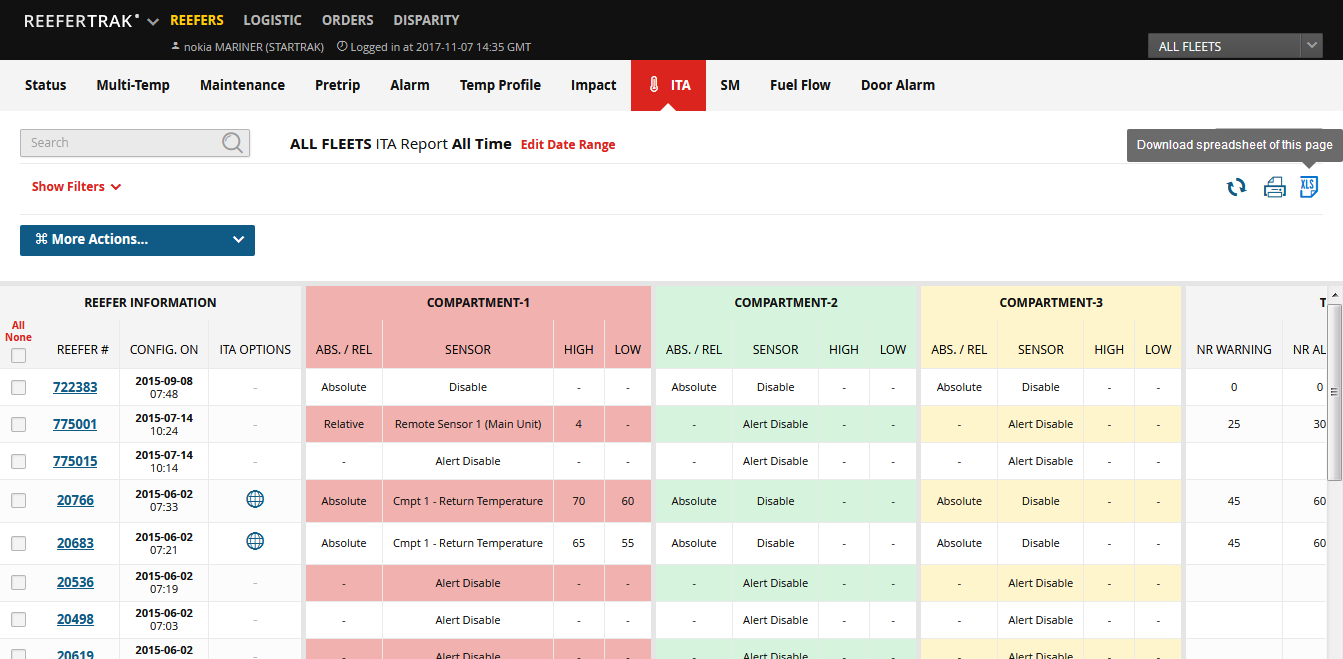 REEFERTRAK REEFERS LOGISTIC ORDERS DISPARITY
nokia MARINER (STARTRAK) Logged in at 2017-11-07 14:35 GMT
ALL FLEETS
Status Multi-Temp Maintenance Pretrip Alarm Temp Profile Impact ITA SM Fuel Flow Door Alarm
Search
ALL FLEETS ITA Report All Time Edit Date Range
Download spreadsheet of this page
Show Filters
XLS
⌘ More Actions...
REEFER INFORMATION COMPARTMENT-1 COMPARTMENT-2 COMPARTMENT-3 T
All
None
REEFER # CONFIG. ON ITA OPTIONS ABS. / REL SENSOR HIGH LOW ABS. / REL SENSOR HIGH LOW ABS. / REL SENSOR HIGH LOW NR WARNING NR AL
722383 2015-09-08 07:48 - Absolute Disable - - Absolute Disable - - Absolute Disable - - 0 0
775001 2015-07-14 10:24 - Relative Remote Sensor 1 (Main Unit) 4 - - Alert Disable - - - Alert Disable - - 25 30
775015 2015-07-14 10:14 - - Alert Disable - - - Alert Disable - - - Alert Disable - -
20766 2015-06-02 07:33 Absolute Cmpt 1 - Return Temperature 70 60 Absolute Disable - - Absolute Disable - - 45 60
20683 2015-06-02 07:21 Absolute Cmpt 1 - Return Temperature 65 55 Absolute Disable - - Absolute Disable - - 45 60
20536 2015-06-02 07:19 - - Alert Disable - - - Alert Disable - - - Alert Disable - -
20498 2015-06-02 07:03 - - Alert Disable - - - Alert Disable - - - Alert Disable - -
20619 2015-06-02 - - Alert Disable - - - Alert Disable - - - Alert Disable - -